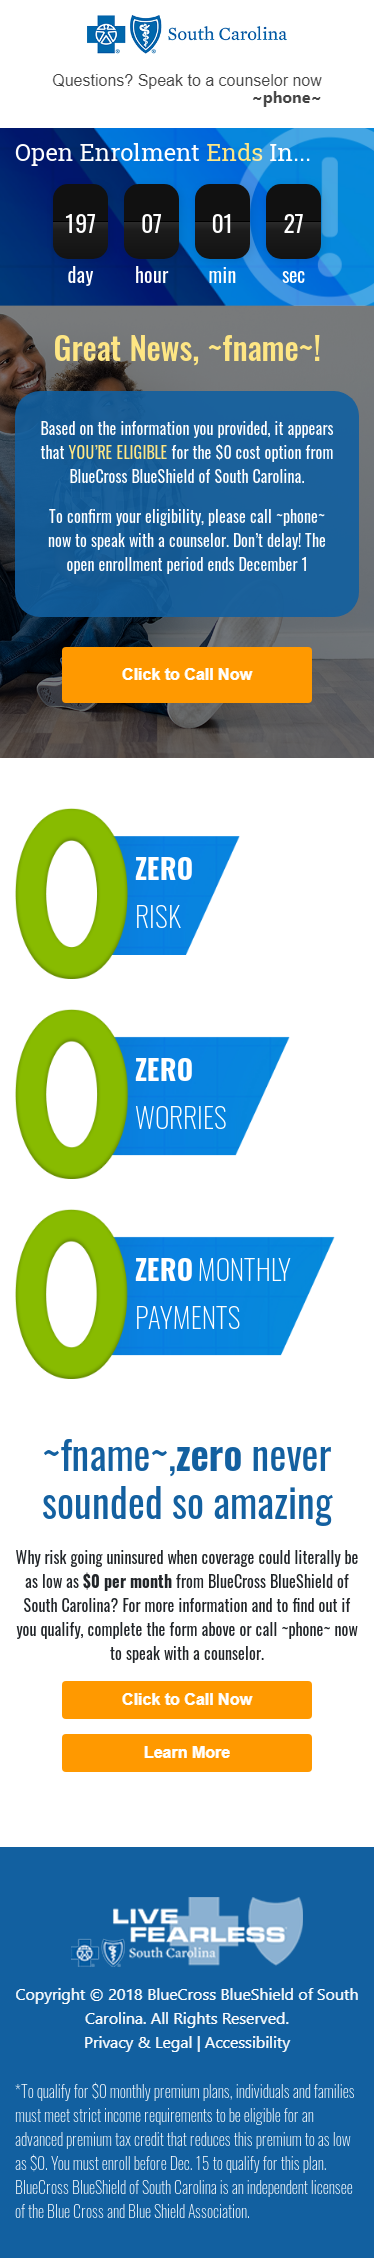 South Carolina
Questions? Speak to a counselor now
~phone~
Open Enrolment Ends In...
197 07 01 27
day hour min sec
Great News, ~fname~!
Based on the information you provided, it appears
that YOU'RE ELIGIBLE for the $0 cost option from
BlueCross BlueShield of South Carolina.
To confirm your eligibility, please call ~phone~
now to speak with a counselor. Don't delay! The
open enrollment period ends December 1
Click to Call Now
0 ZERO
RISK
0 ZERO
WORRIES
0 ZERO MONTHLY
PAYMENTS
~fname~,zero never
sounded so amazing
Why risk going uninsured when coverage could literally be
as low as $0 per month from BlueCross BlueShield of
South Carolina? For more information and to find out if
you qualify, complete the form above or call ~phone~ now
to speak with a counselor.
Click to Call Now
Learn More
LIVE
FEARLESS
South Carolina
Copyright © 2018 BlueCross BlueShield of South
Carolina. All Rights Reserved.
Privacy & Legal | Accessibility
*To qualify for $0 monthly premium plans, individuals and families
must meet strict income requirements to be eligible for an
advanced premium tax credit that reduces this premium to as low
as $0. You must enroll before Dec. 15 to qualify for this plan.
BlueCross BlueShield of South Carolina is an independent licensee
of the Blue Cross and Blue Shield Association.